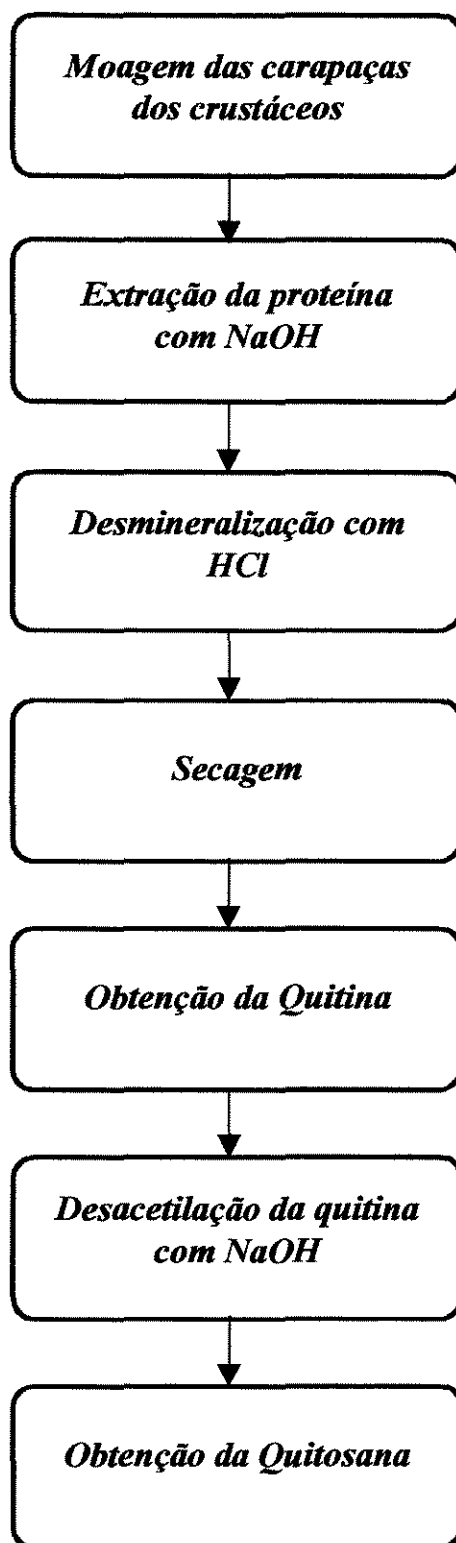 Moagem das carapaças
dos crustáceos
Extração da proteína
com NaOH
Desmineralização com
HCl
Secagem
Obtenção da Quitina
Desacetilação da quitina
com NaOH
Obtenção da Quitosana